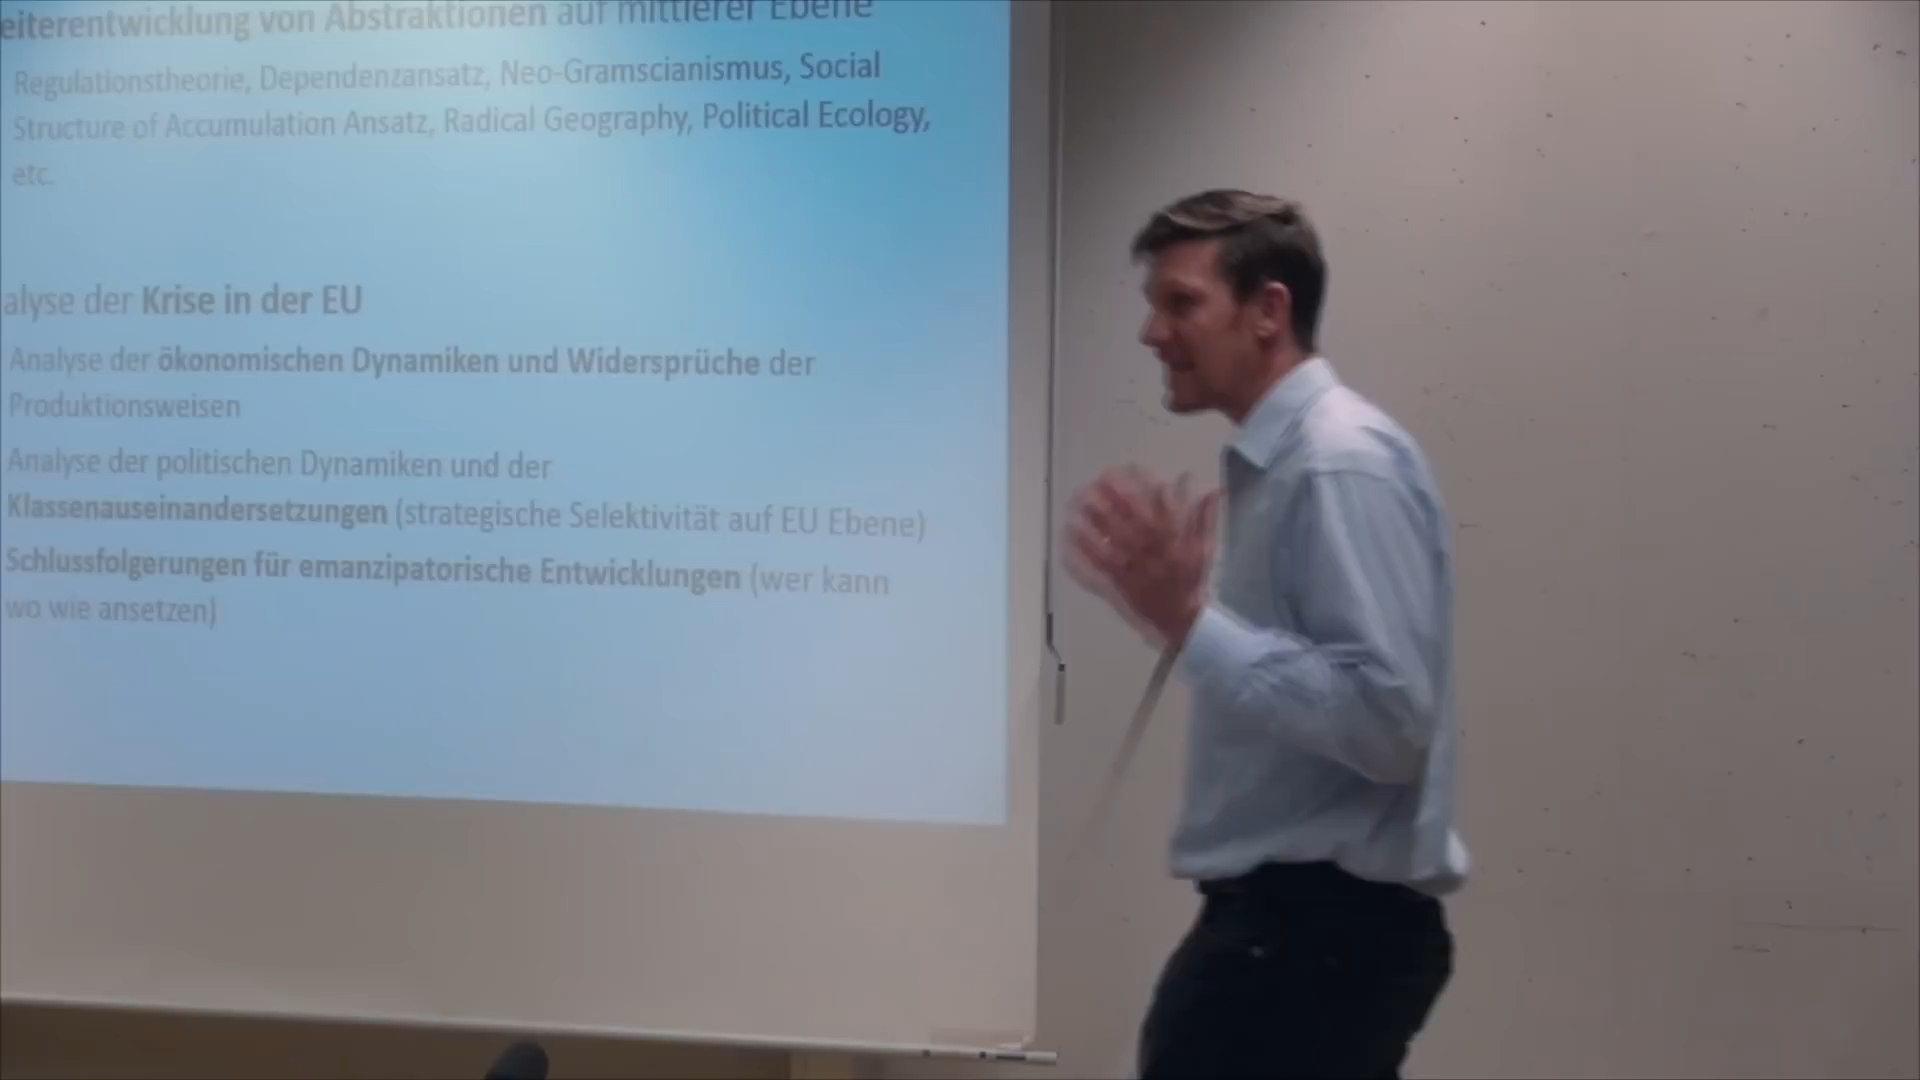 eiterentwicklung von Abstraktionen auf mittlerer Ebene
Regulationstheorie, Dependenzansatz, Neo-Gramscianismus, Social
Structure of Accumulation Ansatz, Radical Geography, Political Ecology,
etc.
alyse der Krise in der EU
Analyse der ökonomischen Dynamiken und Widersprüche der
Produktionsweisen
Analyse der politischen Dynamiken und der
Klassenauseinandersetzungen (strategische Selektivität auf EU Ebene)
Schlussfolgerungen für emanzipatorische Entwicklungen (wer kann
wo wie ansetzen)